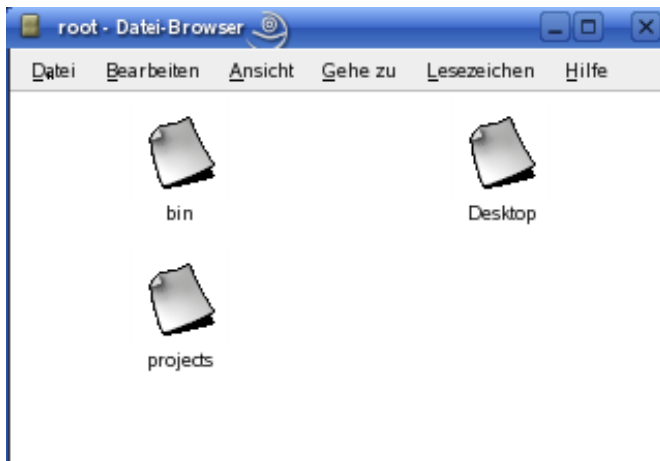 root - Datei-Browser
Datei Bearbeiten Ansicht Gehe zu Lesezeichen Hilfe
bin Desktop
projects